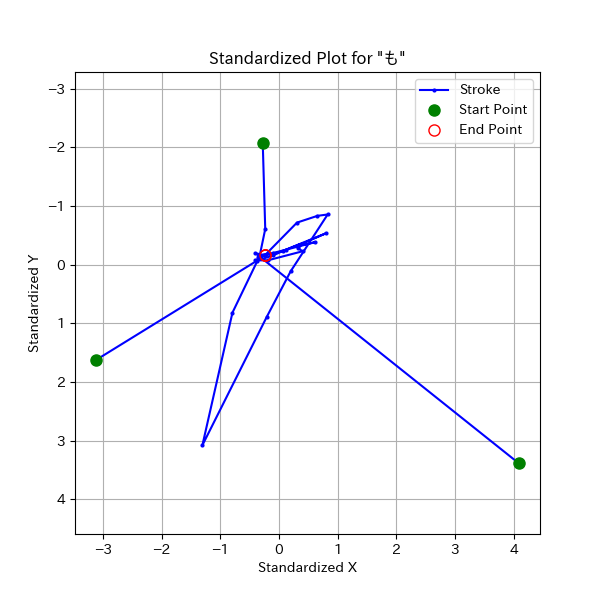 Standardized Plot for "も"
Stroke
Start Point
End Point
Standardized Y
−3
−2
−1
0
1
2
3
4
−3 −2 −1 0 1 2 3 4
Standardized X